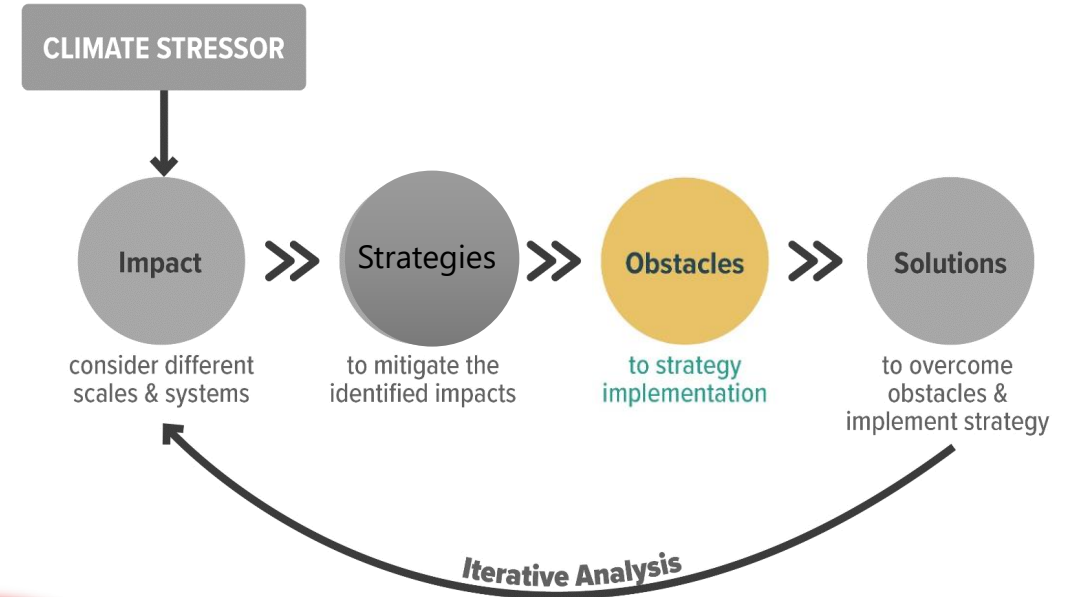 CLIMATE STRESSOR
Impact
consider different
scales & systems
Strategies
to mitigate the
identified impacts
Obstacles
to strategy
implementation
Solutions
to overcome
obstacles &
implement strategy
Iterative Analysis